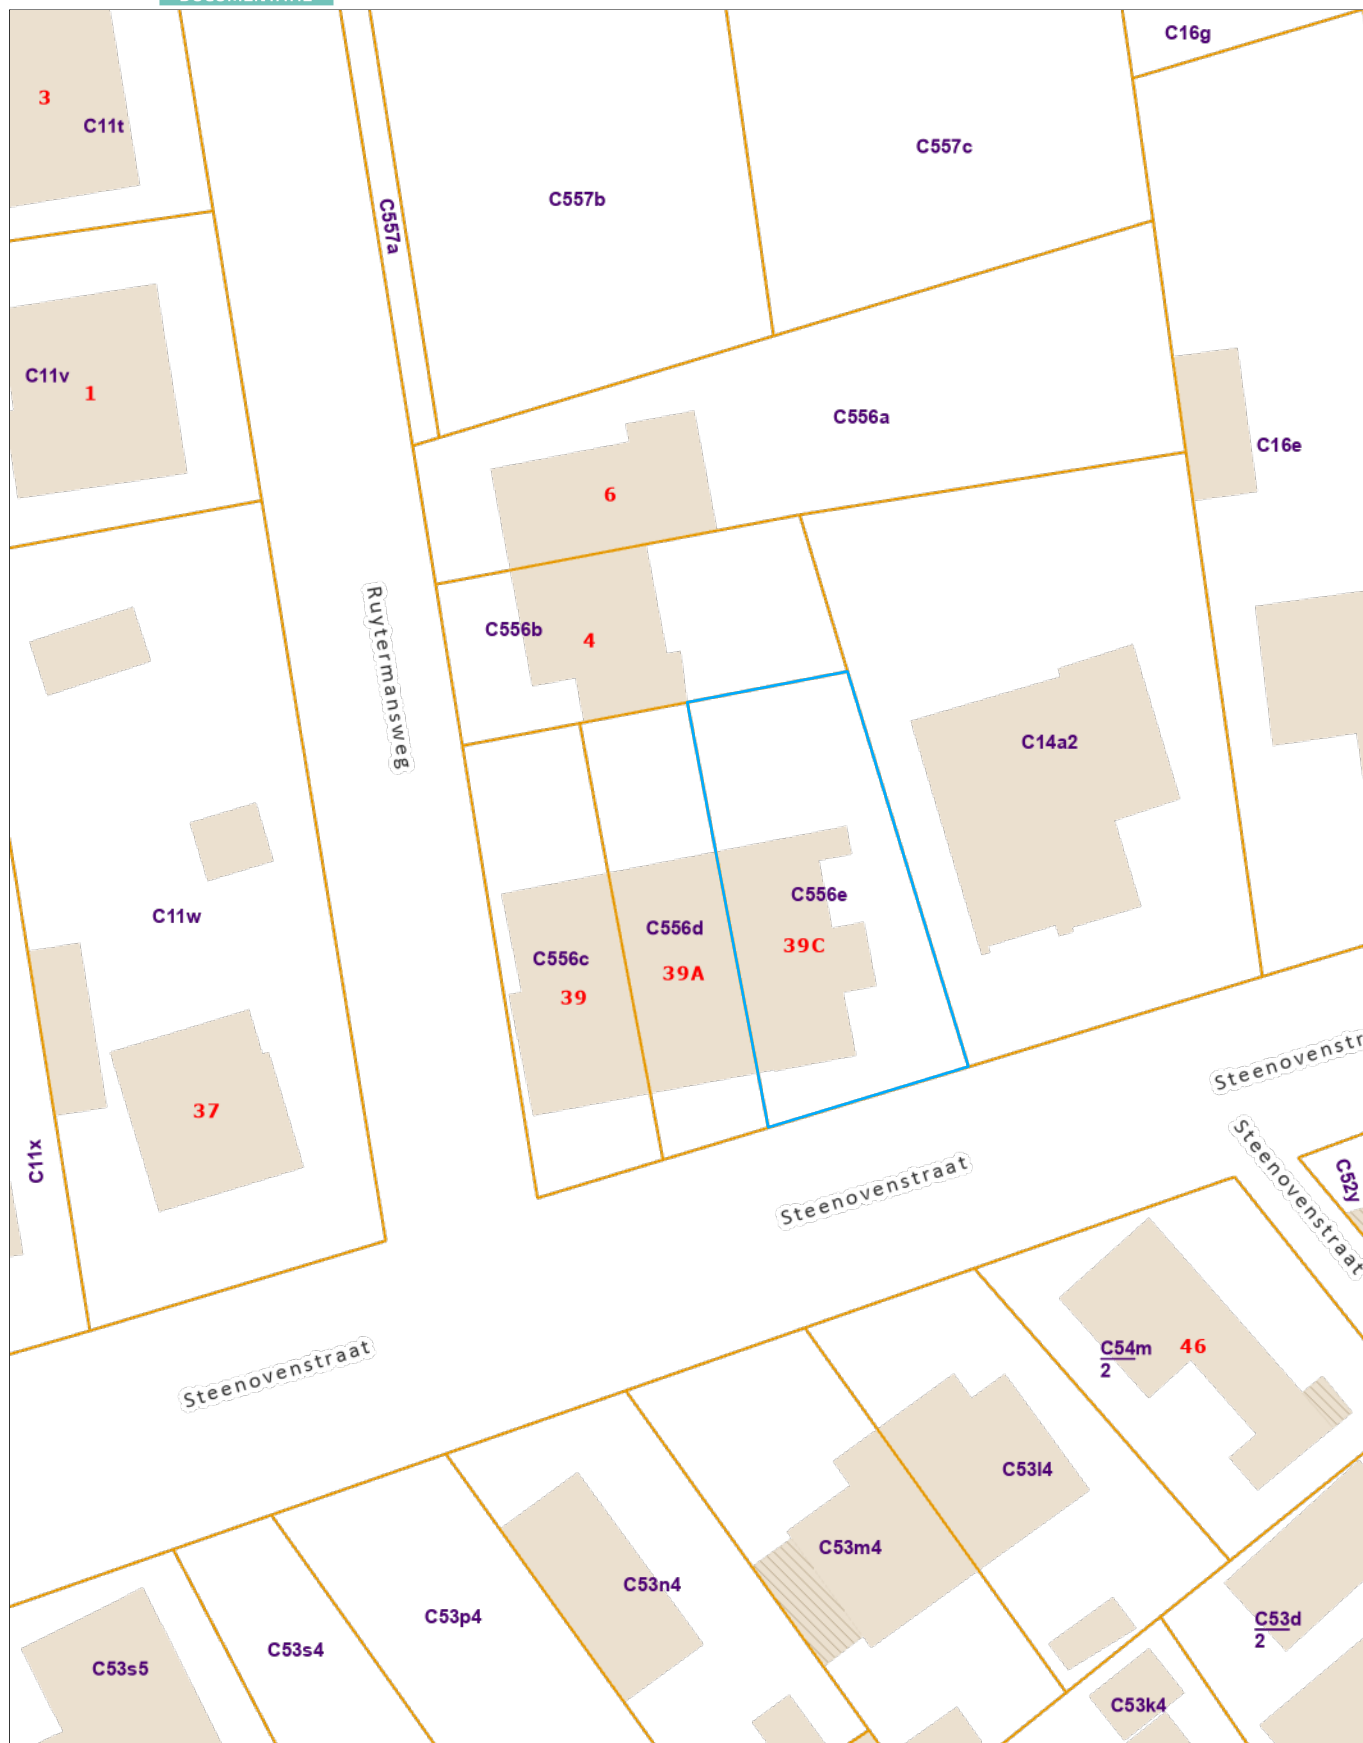 C16g
3
C11t
C557c
C557b
C557a
C11v
1
C556a
C16e
6
Ruytermansweg
C556b
4
C14a2
C556e
C11w
C556d
39C
C556c
39A
39
Steenovenstr
37
C11x
Steenovenstraat
Steenovenstraat
C52y
C54m
2
46
Steenovenstraat
C53l4
C53m4
C53n4
C53p4
C53d
2
C53s4
C53s5
C53k4